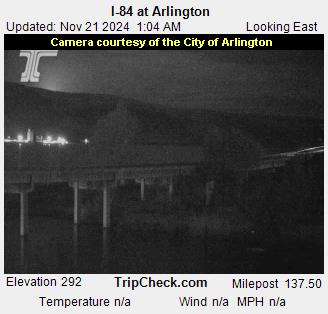 I-84 at Arlington
Updated: Nov 21 2024 1:04 AM Looking East
Camera courtesy of the City of Arlington
Elevation 292 TripCheck.com Milepost 137.50
Temperature n/a Wind n/a MPH n/a